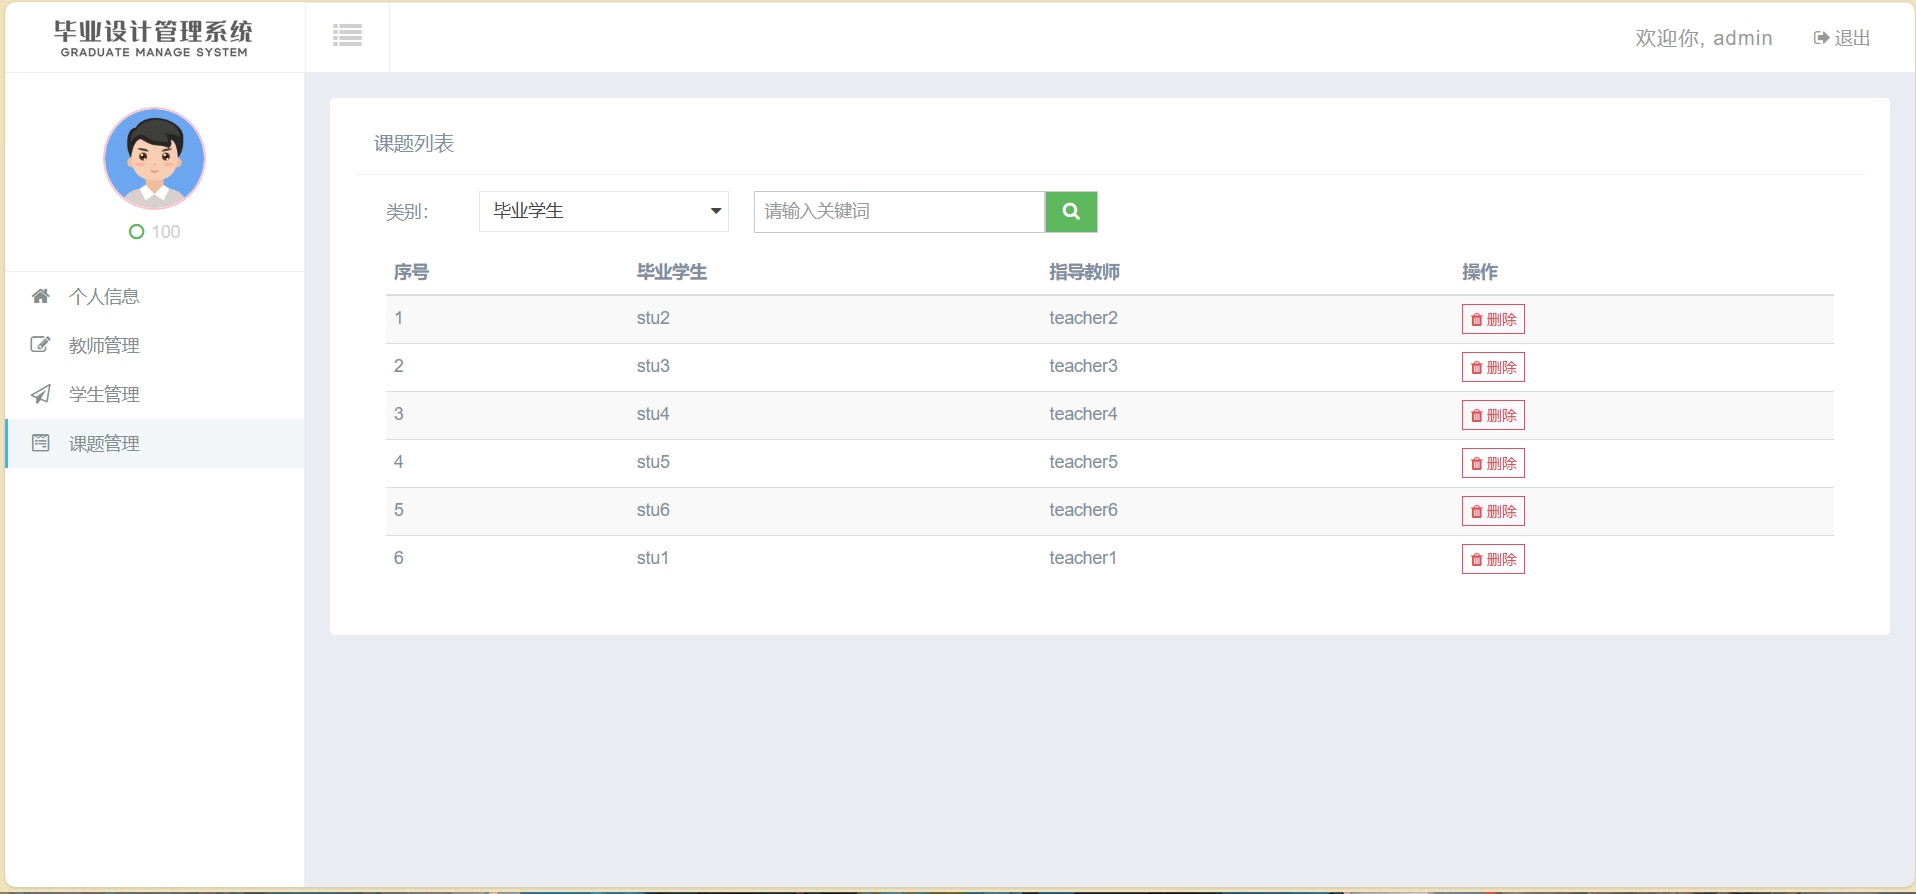 毕业设计管理系统
GRADUATE MANAGE SYSTEM
欢迎你, admin
退出
100
个人信息
教师管理
学生管理
课题管理
课题列表
类别: 毕业学生 请输入关键词
序号 毕业学生 指导教师 操作
1 stu2 teacher2 删除
2 stu3 teacher3 删除
3 stu4 teacher4 删除
4 stu5 teacher5 删除
5 stu6 teacher6 删除
6 stu1 teacher1 删除